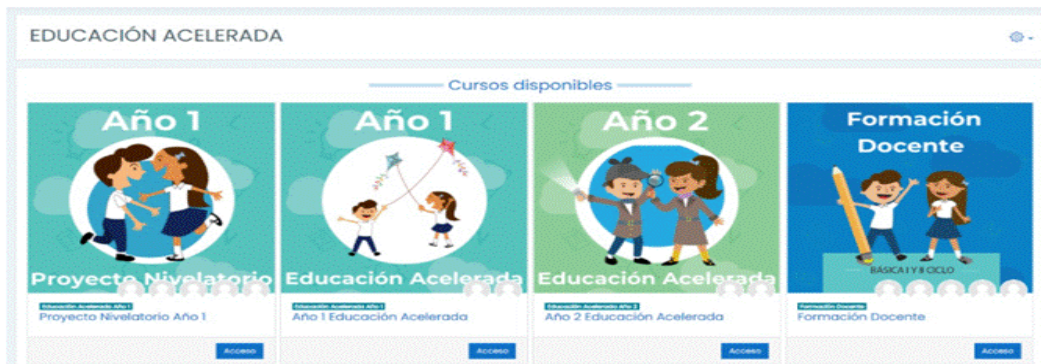 EDUCACIÓN ACELERADA
Cursos disponibles
Año 1
Proyecto Nivelatorio
Educación Acelerada Año 1
Proyecto Nivelatorio Año 1
Acceso
Año 1
Educación Acelerada
Educación Acelerada Año 1
Año 1 Educación Acelerada
Acceso
Año 2
Educación Acelerada
Educación Acelerada Año 2
Año 2 Educación Acelerada
Acceso
Formación
Docente
BÁSICA I Y II CICLO
Formación Docente
Formación Docente
Acceso